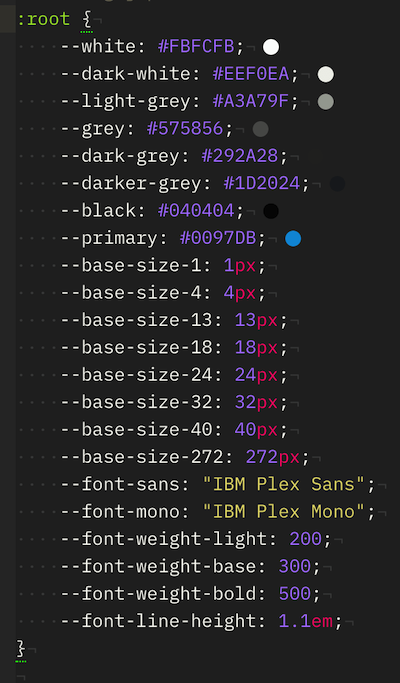 :root {
--white: #FBFCFB;
--dark-white: #EEF0EA;
--light-grey: #A3A79F;
--grey: #575856;
--dark-grey: #292A28;
--darker-grey: #1D2024;
--black: #040404;
--primary: #0097DB;
--base-size-1: 1px;
--base-size-4: 4px;
--base-size-13: 13px;
--base-size-18: 18px;
--base-size-24: 24px;
--base-size-32: 32px;
--base-size-40: 40px;
--base-size-272: 272px;
--font-sans: "IBM Plex Sans";
--font-mono: "IBM Plex Mono";
--font-weight-light: 200;
--font-weight-base: 300;
--font-weight-bold: 500;
--font-line-height: 1.1em;
}